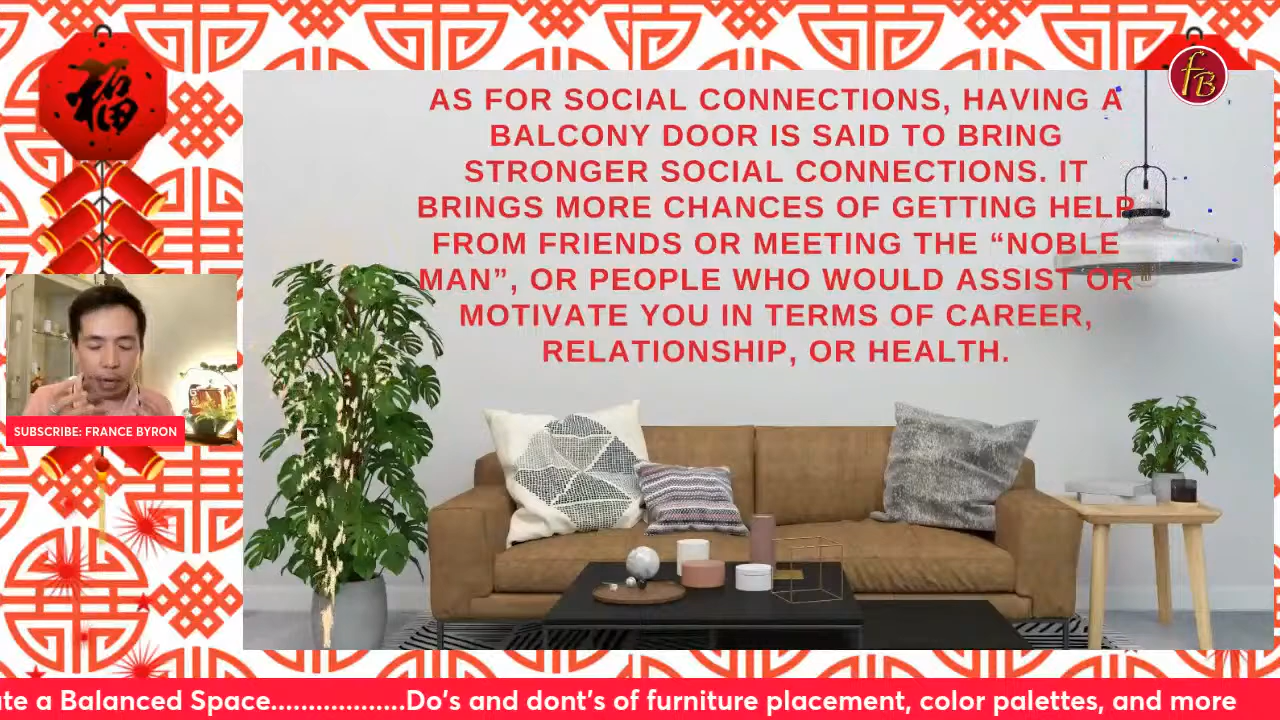 福
fB
AS FOR SOCIAL CONNECTIONS, HAVING A
BALCONY DOOR IS SAID TO BRING
STRONGER SOCIAL CONNECTIONS. IT
BRINGS MORE CHANCES OF GETTING HELP
FROM FRIENDS OR MEETING THE “NOBLE
MAN”, OR PEOPLE WHO WOULD ASSIST OR
MOTIVATE YOU IN TERMS OF CAREER,
RELATIONSHIP, OR HEALTH.
SUBSCRIBE: FRANCE BYRON
ate a Balanced Space..................Do's and dont's of furniture placement, color palettes, and more